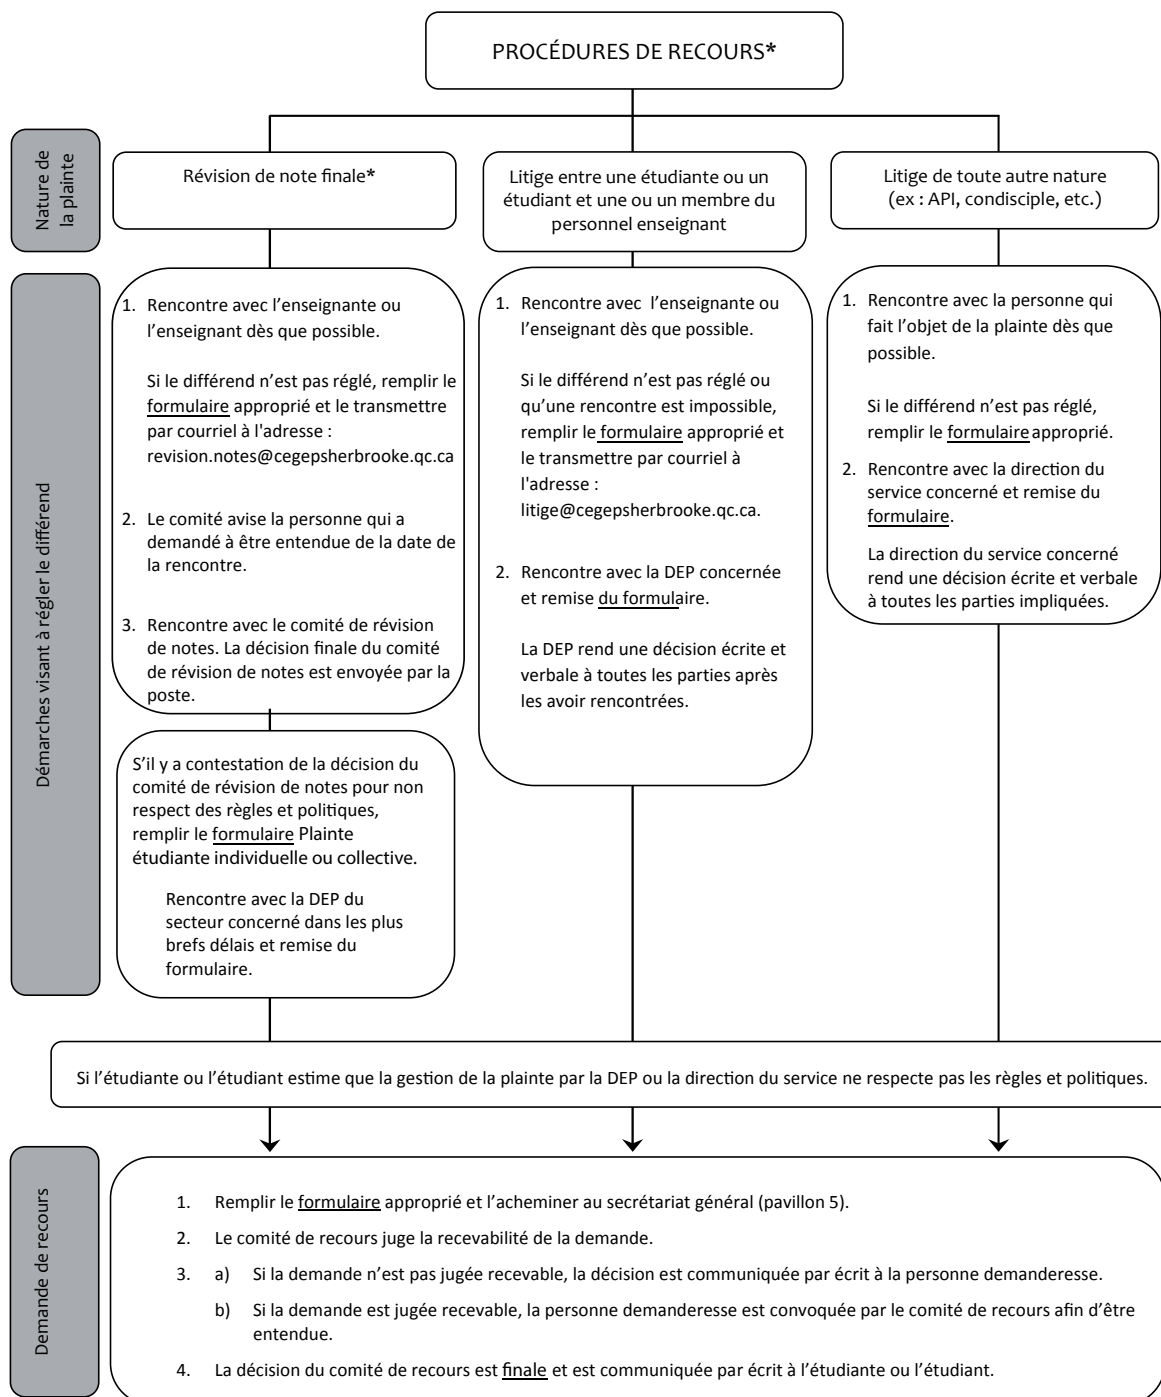 PROCÉDURES DE RECOURS*
Nature de
la plainte
Révision de note finale*
Litige entre une étudiante ou un
étudiant et une ou un membre du
personnel enseignant
Litige de toute autre nature
(ex : API, condisciple, etc.)
Démarches visant à régler le différend
1. Rencontre avec l’enseignante ou
l’enseignant dès que possible.
Si le différend n’est pas réglé, remplir le
formulaire approprié et le transmettre
par courriel à l'adresse :
revision.notes@cegepsherbrooke.qc.ca
2. Le comité avise la personne qui a
demandé à être entendue de la date de
la rencontre.
3. Rencontre avec le comité de révision
de notes. La décision finale du comité
de révision de notes est envoyée par la
poste.
S’il y a contestation de la décision du
comité de révision de notes pour non
respect des règles et politiques,
remplir le formulaire Plainte
étudiante individuelle ou collective.
Rencontre avec la DEP du
secteur concerné dans les plus
brefs délais et remise du
formulaire.
1. Rencontre avec l’enseignante ou
l’enseignant dès que possible.
Si le différend n’est pas réglé ou
qu’une rencontre est impossible,
remplir le formulaire approprié et
le transmettre par courriel à
l'adresse :
litige@cegepsherbrooke.qc.ca.
2. Rencontre avec la DEP concernée
et remise du formulaire.
La DEP rend une décision écrite et
verbale à toutes les parties après
les avoir rencontrées.
1. Rencontre avec la personne qui
fait l’objet de la plainte dès que
possible.
Si le différend n’est pas réglé,
remplir le formulaire approprié.
2. Rencontre avec la direction du
service concerné et remise du
formulaire.
La direction du service concerné
rend une décision écrite et verbale
à toutes les parties impliquées.
Si l’étudiante ou l’étudiant estime que la gestion de la plainte par la DEP ou la direction du service ne respecte pas les règles et politiques.
Demande de recours
1. Remplir le formulaire approprié et l’acheminer au secrétariat général (pavillon 5).
2. Le comité de recours juge la recevabilité de la demande.
3. a) Si la demande n’est pas jugée recevable, la décision est communiquée par écrit à la personne demanderesse.
b) Si la demande est jugée recevable, la personne demanderesse est convoquée par le comité de recours afin d’être
entendue.
4. La décision du comité de recours est finale et est communiquée par écrit à l’étudiante ou l’étudiant.